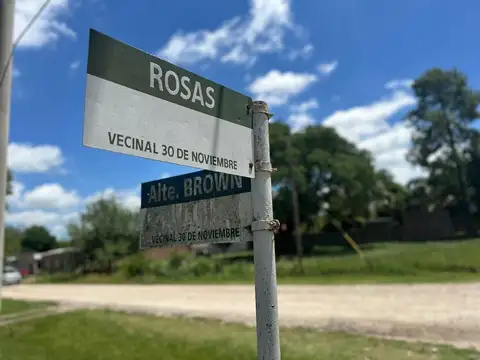 ROSAS
VECINAL 30 DE NOVIEMBRE
Alte. BROWN
VECINAL 30 DE NOVIEMBRE